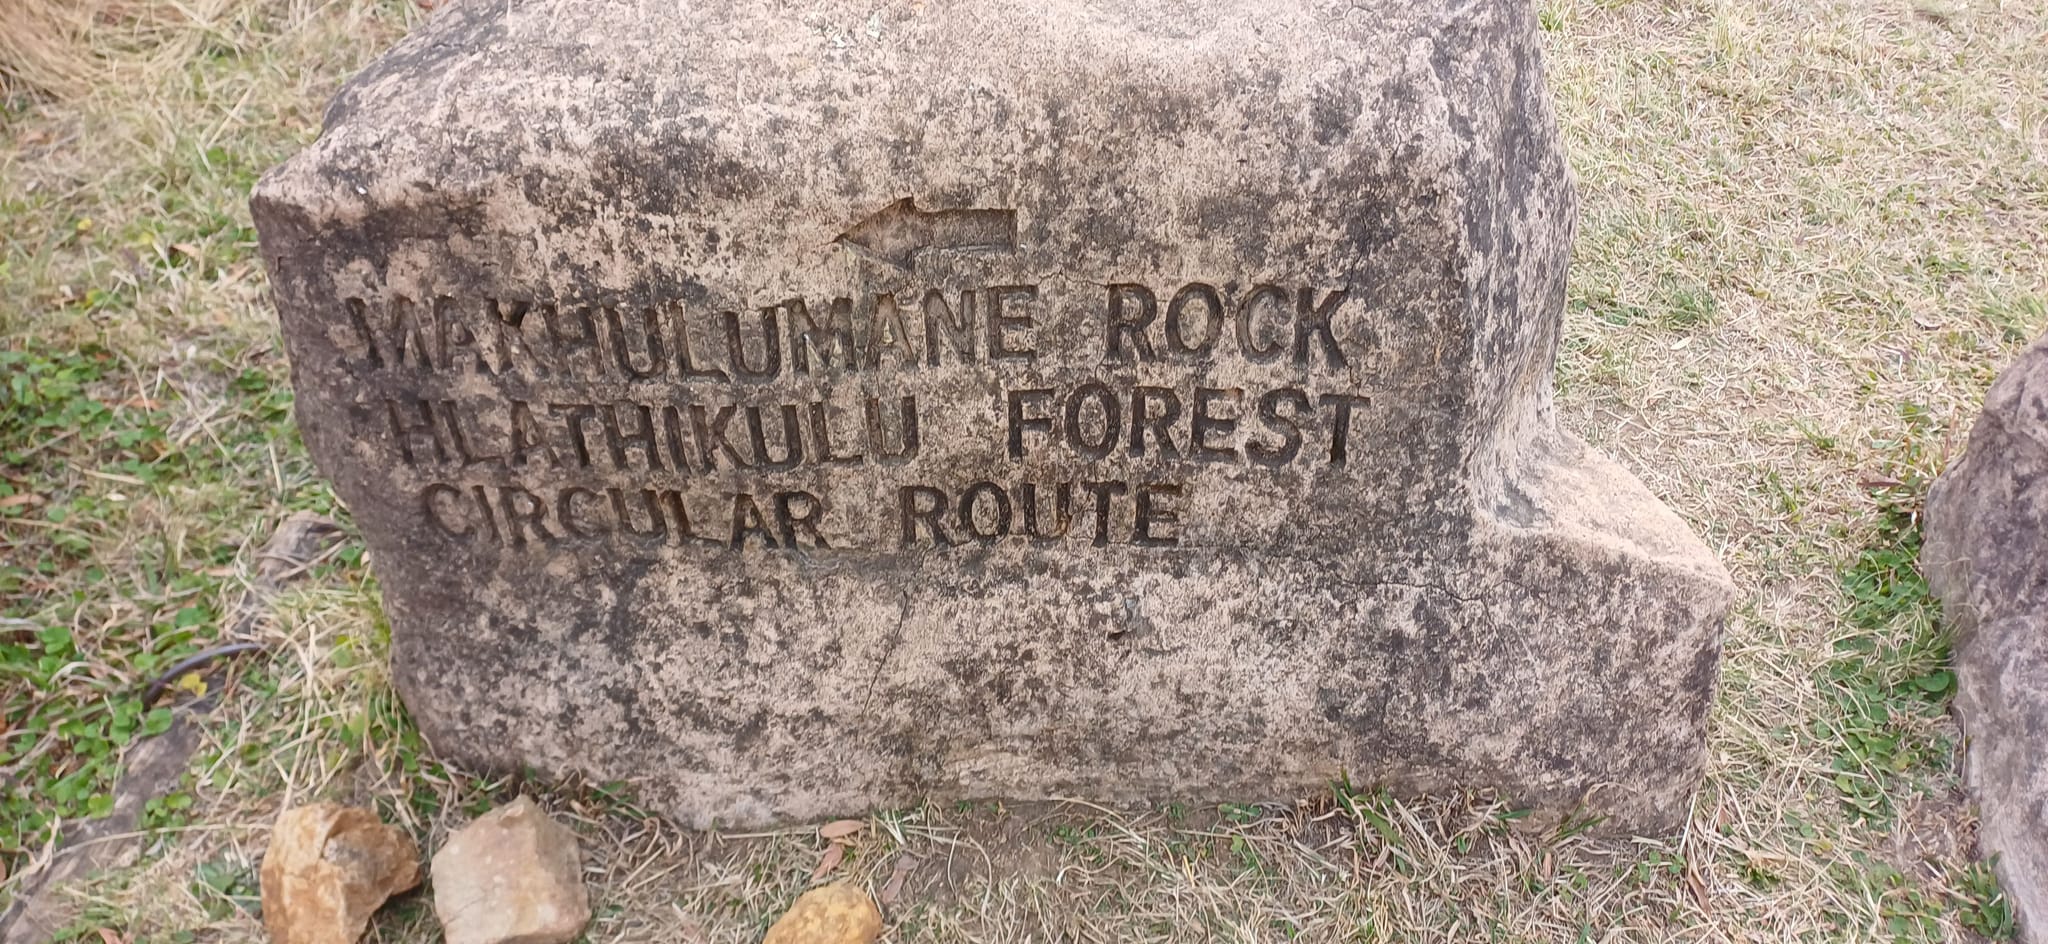 MAKHULUMANE ROCK
HLATHIKULU FOREST
CIRCULAR ROUTE